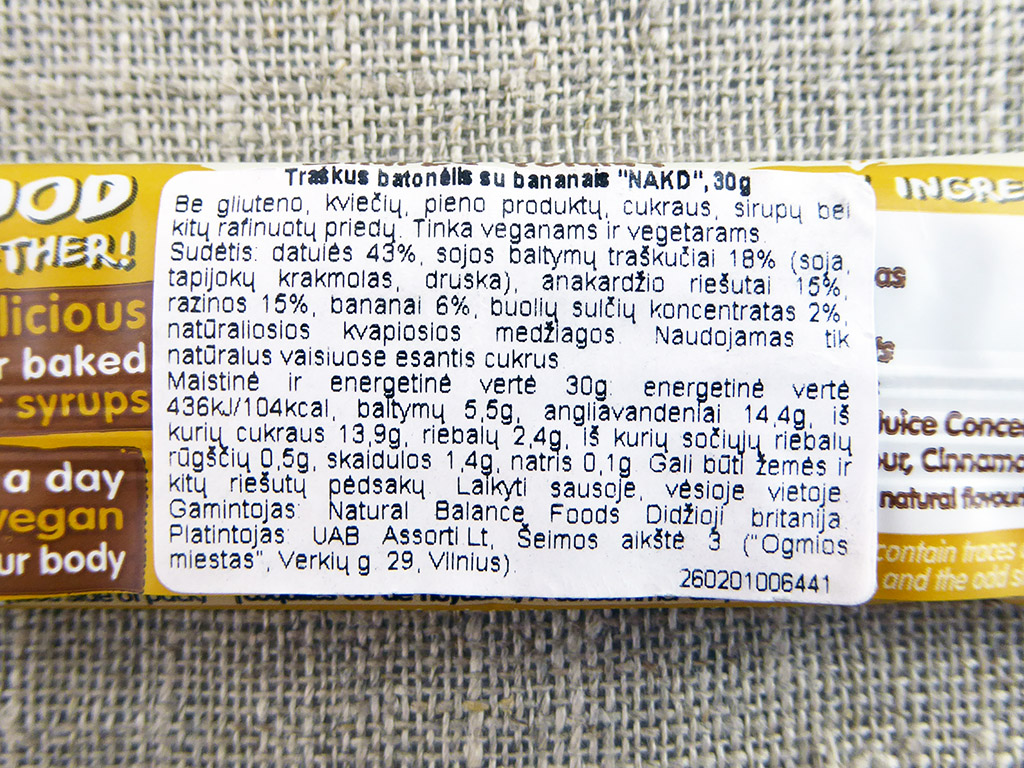 Traškus batonėlis su bananais "NAKD", 30g
Be gliuteno, kviečių, pieno produktų, cukraus, sirupų bei
kitų rafinuotų priedų. Tinka veganams ir vegetarams.
Sudėtis: datulės 43%, sojos baltymų traškučiai 18% (soja,
tapijokų krakmolas, druska), anakardžio riešutai 15%,
razinos 15%, bananai 6%, buolių sulčių koncentratas 2%,
natūraliosios kvapiosios medžiagos. Naudojamas tik
natūralus vaisiuose esantis cukrus.
Maistinė ir energetinė vertė 30g: energetinė vertė
436kJ/104kcal, baltymų 5,5g, angliavandeniai 14,4g, iš
kurių cukraus 13,9g, riebalų 2,4g, iš kurių sočiųjų riebalų
rūgščių 0,5g, skaidulos 1,4g, natris 0,1g. Gali būti žemės ir
kitų riešutų pėdsakų. Laikyti sausoje, vėsioje vietoje.
Gamintojas: Natural Balance Foods Didžioji britanija.
Platintojas: UAB Assorti Lt, Šeimos aikštė 3 ("Ogmios
miestas", Verkių g. 29, Vilnius).
260201006441
OOD
THER!
licious
r baked
syrups
a day
vegan
ur body
INGRE
as
Juice Conce
ur, Cinnamo
natural flavour
contain traces
and the odd s